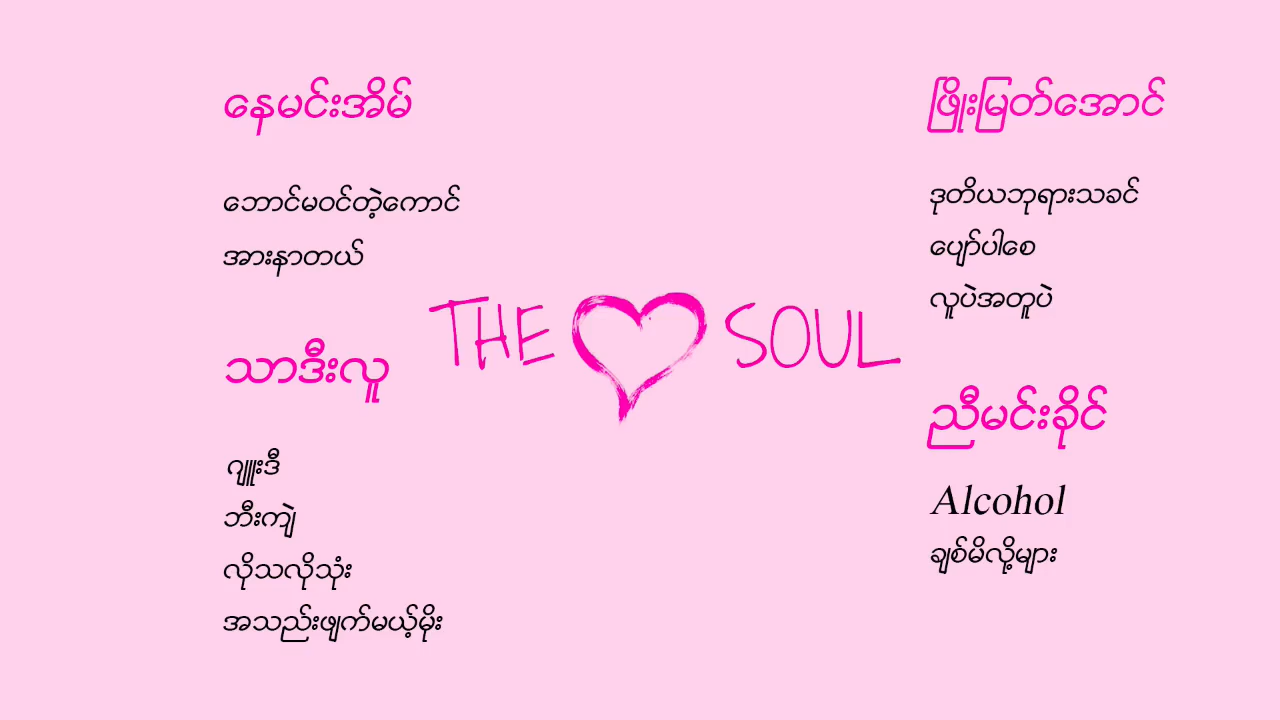 နေမင်းအိမ်
ဘောင်မဝင်တဲ့ကောင်
အားနာတယ်
သာဒီးလူ
ဂျူးဒီ
ဘီးကျဲ
လိုသလိုသုံး
အသည်းဖျက်မယ့်မိုး
THE SOUL
ဖြိုးမြတ်အောင်
ဒုတိယဘုရားသခင်
ပျော်ပါစေ
လူပဲအတူပဲ
ညီမင်းခိုင်
Alcohol
ချစ်မိလို့များ